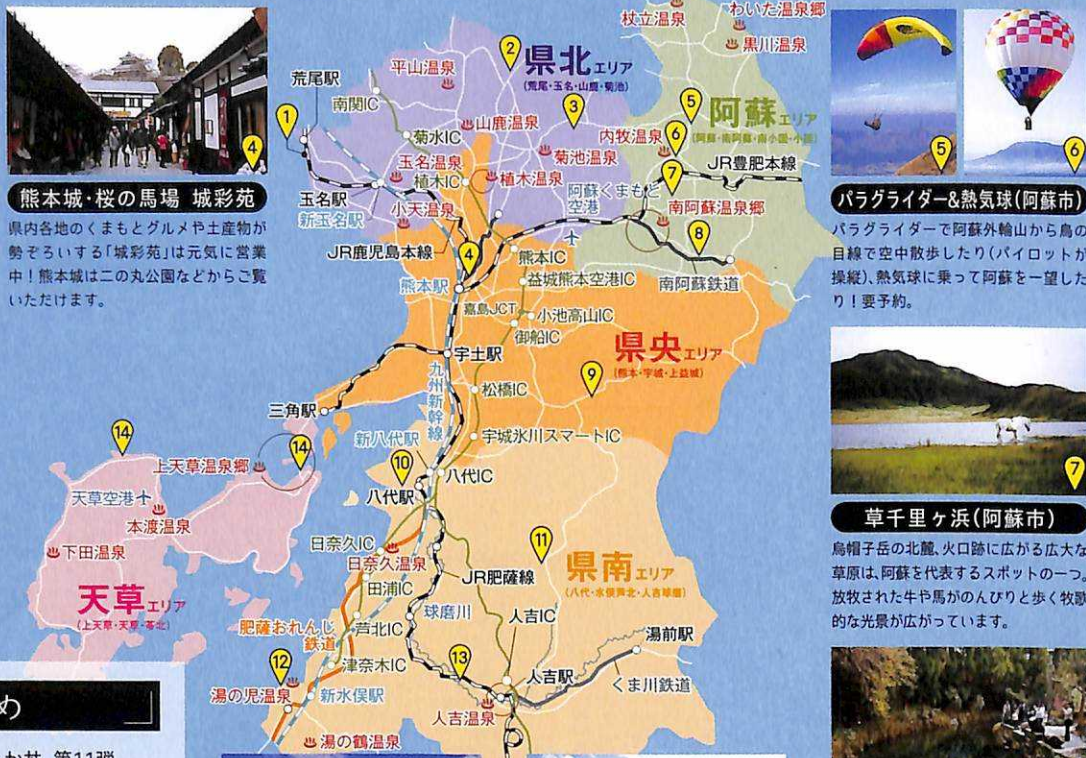 4
熊本城・桜の馬場 城彩苑
県内各地のくまもとグルメや土産物が
勢ぞろいする「城彩苑」は元気に営業
中！熊本城は二の丸公園などからご覧
いただけます。
杖立温泉
わいた温泉郷
黒川温泉
2
県北エリア
(荒尾・玉名・山鹿・菊池)
平山温泉
荒尾駅
南関IC
1
菊水IC
山鹿温泉
3
5
阿蘇エリア
内牧温泉
6
玉名温泉
植木IC
植木温泉
菊池温泉
JR豊肥本線
7
玉名駅
新玉名駅
小天温泉
阿蘇くまもと
空港
南阿蘇温泉郷
8
JR鹿児島本線
4
熊本IC
熊本駅
益城熊本空港IC
南阿蘇鉄道
嘉島JCT
小池高山IC
御船IC
宇土駅
県央エリア
(熊本・宇城・上益城)
9
九州新幹線
松橋IC
三角駅
宇城氷川スマートIC
新八代駅
14
上天草温泉郷
14
10
八代IC
八代駅
天草空港
本渡温泉
下田温泉
天草エリア
(上天草・天草・苓北)
日奈久IC
日奈久温泉
11
県南エリア
(八代・水俣芦北・人吉球磨)
田浦IC
JR肥薩線
球磨川
人吉IC
肥薩おれんじ
鉄道
芦北IC
湯前駅
津奈木IC
12
13
人吉駅
くま川鉄道
湯の児温泉
新水俣駅
人吉温泉
湯の鶴温泉
5
6
パラグライダー&熱気球(阿蘇市)
パラグライダーで阿蘇外輪山から鳥の
目線で空中散歩したり(パイロットが
操縦)、熱気球に乗って阿蘇を一望した
り！要予約。
7
草千里ヶ浜(阿蘇市)
烏帽子岳の北麓、火口跡に広がる広大な
草原は、阿蘇を代表するスポットの一つ。
放牧された牛や馬がのんびりと歩く牧歌
的な光景が広がっています。
め
第11弾